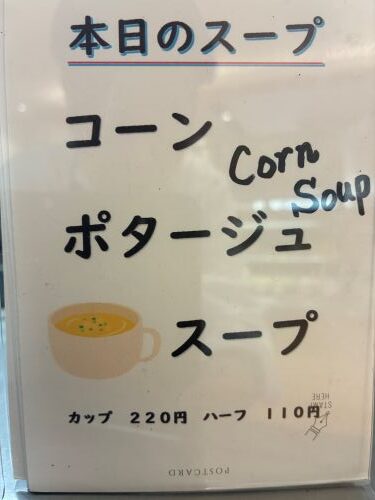 本日のスープ
コーン
Corn
Soup
ポタージュ
スープ
カップ 220円 ハーフ 110円
STAMP
HERE
POSTCARD